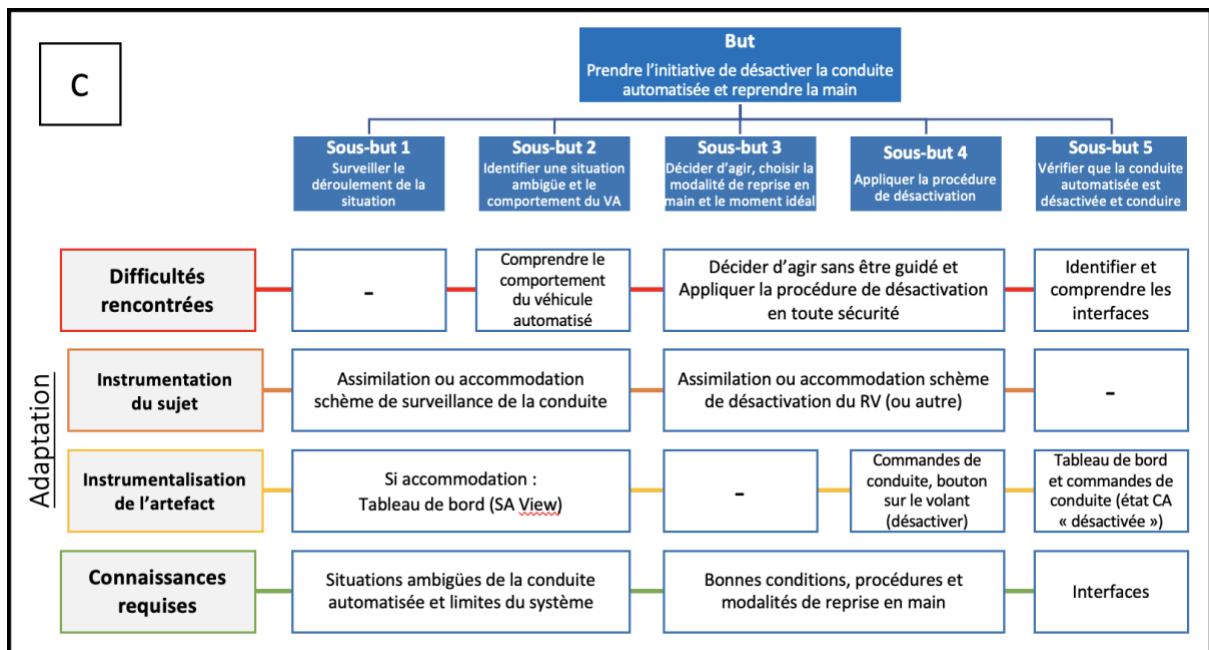 C
But
Prendre l’initiative de désactiver la conduite
automatisée et reprendre la main
Sous-but 1
Surveiller le
déroulement de la
situation
Sous-but 2
Identifier une situation
ambigüe et le
comportement du VA
Sous-but 3
Décider d’agir, choisir la
modalité de reprise en
main et le moment idéal
Sous-but 4
Appliquer la procédure
de désactivation
Sous-but 5
Vérifier que la conduite
automatisée est
désactivée et conduire
Difficultés
rencontrées
-
Comprendre le
comportement
du véhicule
automatisé
Décider d’agir sans être guidé et
Appliquer la procédure de désactivation
en toute sécurité
Identifier et
comprendre les
interfaces
Adaptation
Instrumentation
du sujet
Assimilation ou accommodation
schème de surveillance de la conduite
Assimilation ou accommodation schème
de désactivation du RV (ou autre)
-
Instrumentalisation
de l’artefact
Si accommodation :
Tableau de bord (SA View)
-
Commandes de
conduite, bouton
sur le volant
(désactiver)
Tableau de bord
et commandes de
conduite (état CA
« désactivée »)
Connaissances
requises
Situations ambigües de la conduite
automatisée et limites du système
Bonnes conditions, procédures et
modalités de reprise en main
Interfaces